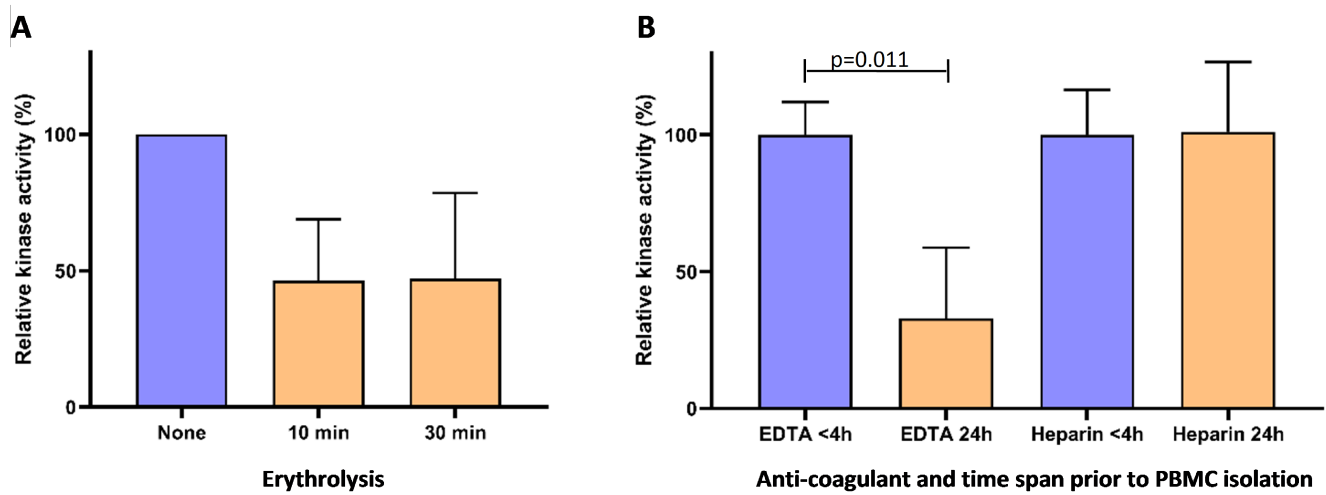 A
Relative kinase activity (%)
100
50
0
None 10 min 30 min
Erythrolysis
B
p=0.011
Relative kinase activity (%)
100
50
0
EDTA <4h EDTA 24h Heparin <4h Heparin 24h
Anti-coagulant and time span prior to PBMC isolation